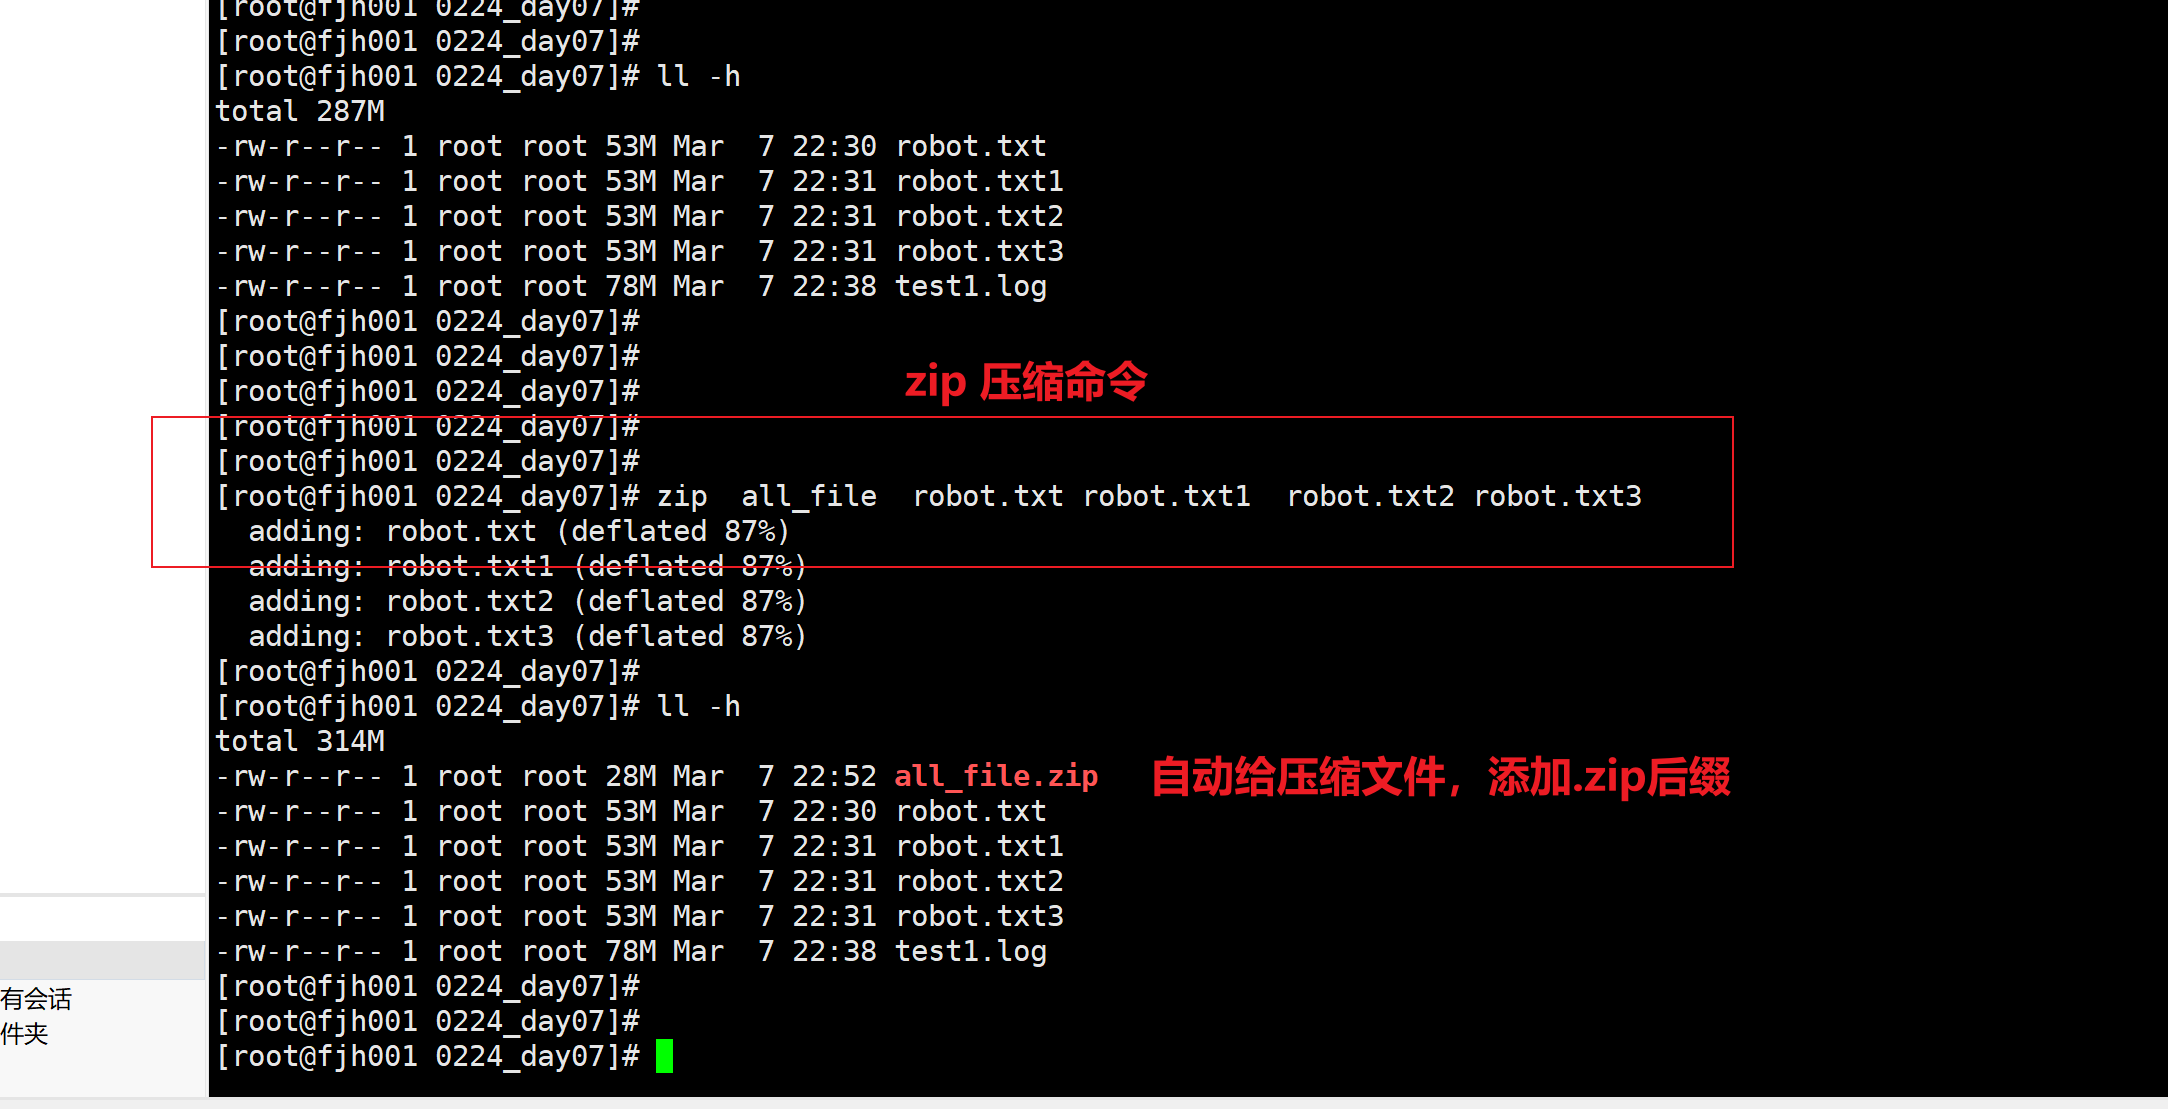 [root@fjh001 0224_day07]#
[root@fjh001 0224_day07]#
[root@fjh001 0224_day07]# ll -h
total 287M
-rw-r--r-- 1 root root 53M Mar  7 22:30 robot.txt
-rw-r--r-- 1 root root 53M Mar  7 22:31 robot.txt1
-rw-r--r-- 1 root root 53M Mar  7 22:31 robot.txt2
-rw-r--r-- 1 root root 53M Mar  7 22:31 robot.txt3
-rw-r--r-- 1 root root 78M Mar  7 22:38 test1.log
[root@fjh001 0224_day07]#
[root@fjh001 0224_day07]#
[root@fjh001 0224_day07]#
zip 压缩命令
[root@fjh001 0224_day07]#
[root@fjh001 0224_day07]#
[root@fjh001 0224_day07]# zip  all_file  robot.txt robot.txt1  robot.txt2 robot.txt3
  adding: robot.txt (deflated 87%)
  adding: robot.txt1 (deflated 87%)
  adding: robot.txt2 (deflated 87%)
  adding: robot.txt3 (deflated 87%)
[root@fjh001 0224_day07]#
[root@fjh001 0224_day07]# ll -h
total 314M
-rw-r--r-- 1 root root 28M Mar  7 22:52 all_file.zip 自动给压缩文件，添加.zip后缀
-rw-r--r-- 1 root root 53M Mar  7 22:30 robot.txt
-rw-r--r-- 1 root root 53M Mar  7 22:31 robot.txt1
-rw-r--r-- 1 root root 53M Mar  7 22:31 robot.txt2
-rw-r--r-- 1 root root 53M Mar  7 22:31 robot.txt3
-rw-r--r-- 1 root root 78M Mar  7 22:38 test1.log
[root@fjh001 0224_day07]#
[root@fjh001 0224_day07]#
[root@fjh001 0224_day07]#
有会话
件夹